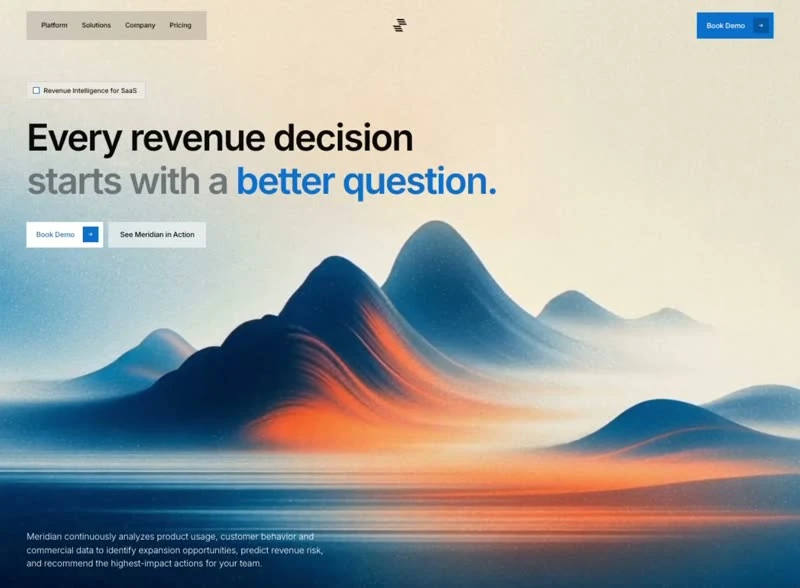 Platform Solutions Company Pricing
Book Demo
Revenue Intelligence for SaaS
Every revenue decision
starts with a better question.
Book Demo
See Meridian in Action
Meridian continuously analyzes product usage, customer behavior and
commercial data to identify expansion opportunities, predict revenue risk,
and recommend the highest-impact actions for your team.